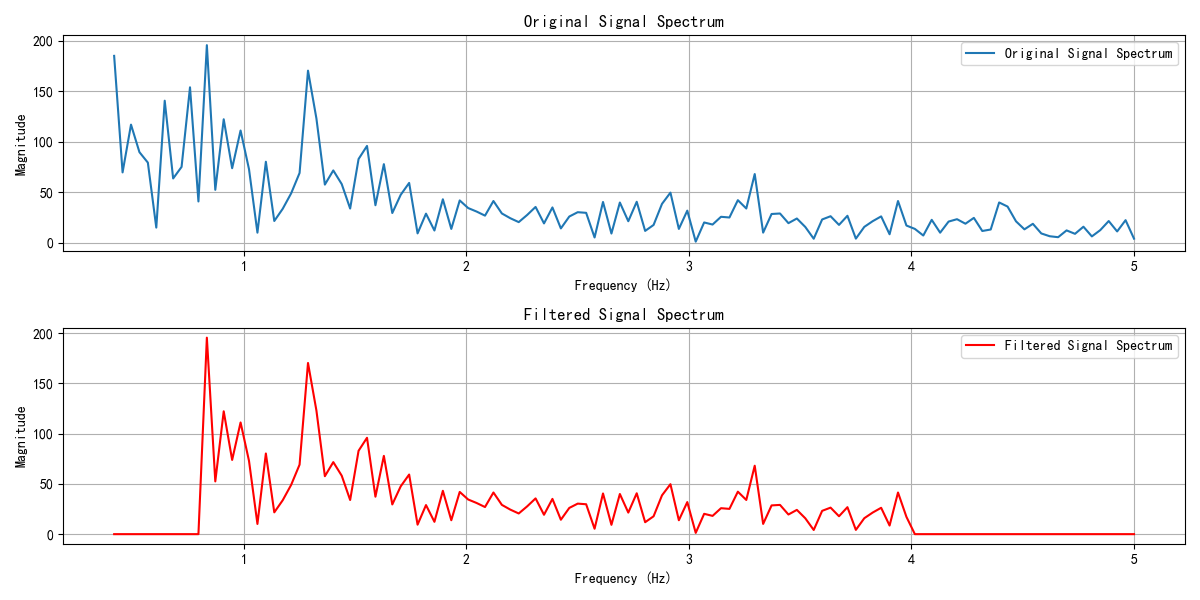 Original Signal Spectrum
200
150
100
50
0
Magnitude
Original Signal Spectrum
1 2 3 4 5
Frequency (Hz)
Filtered Signal Spectrum
200
150
100
50
0
Magnitude
Filtered Signal Spectrum
1 2 3 4 5
Frequency (Hz)